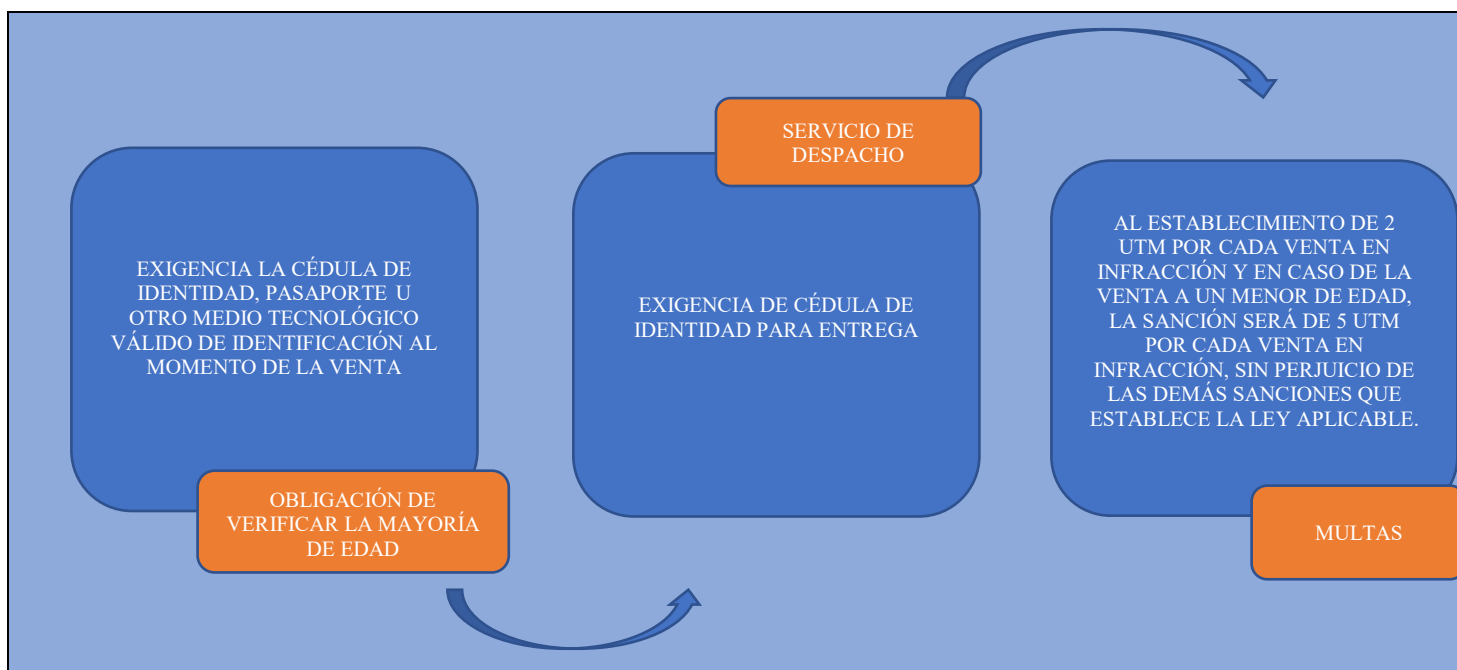 EXIGENCIA LA CÉDULA DE
IDENTIDAD, PASAPORTE U
OTRO MEDIO TECNOLÓGICO
VÁLIDO DE IDENTIFICACIÓN AL
MOMENTO DE LA VENTA
OBLIGACIÓN DE
VERIFICAR LA MAYORÍA
DE EDAD
SERVICIO DE
DESPACHO
EXIGENCIA DE CÉDULA DE
IDENTIDAD PARA ENTREGA
AL ESTABLECIMIENTO DE 2
UTM POR CADA VENTA EN
INFRACCIÓN Y EN CASO DE LA
VENTA A UN MENOR DE EDAD,
LA SANCIÓN SERÁ DE 5 UTM
POR CADA VENTA EN
INFRACCIÓN, SIN PERJUICIO DE
LAS DEMÁS SANCIONES QUE
ESTABLECE LA LEY APLICABLE.
MULTAS